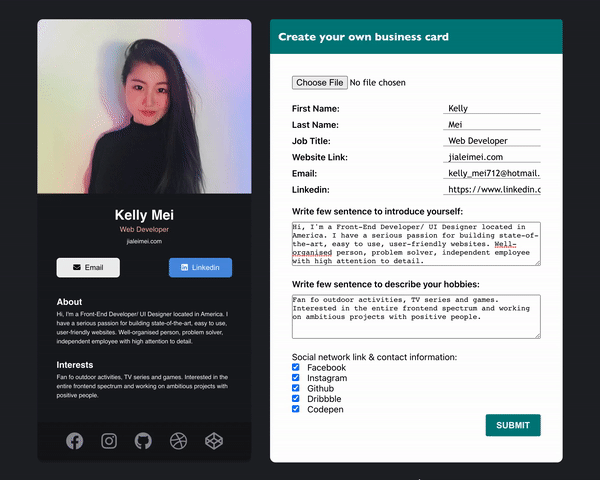 Kelly Mei
Web Developer
jialeimei.com
Email
Linkedin
About
Hi, I'm a Front-End Developer/ UI Designer located in America. I
have a serious passion for building state-of-the-art, easy to use,
user-friendly websites. Well-organised person, problem solver,
independent employee with high attention to detail.
Interests
Fan fo outdoor activities, TV series and games. Interested in the
entire frontend spectrum and working on ambitious projects with
positive people.
Create your own business card
Choose File No file chosen
First Name: Kelly
Last Name: Mei
Job Title: Web Developer
Website Link: jialeimei.com
Email: kelly_mei712@hotmail.
Linkedin: https://www.linkedin.c
Write few sentence to introduce yourself:
Hi, I'm a Front-End Developer/ UI Designer located in
America. I have a serious passion for building state-of-
the-art, easy to use, user-friendly websites. Well-
organised person, problem solver, independent employee
with high attention to detail.
Write few sentence to describe your hobbies:
Fan fo outdoor activities, TV series and games.
Interested in the entire frontend spectrum and working
on ambitious projects with positive people.
Social network link & contact information:
Facebook
Instagram
Github
Dribbble
Codepen
SUBMIT